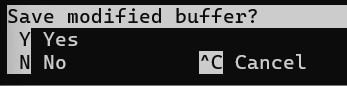 Save modified buffer?
Y Yes
N No ^C Cancel